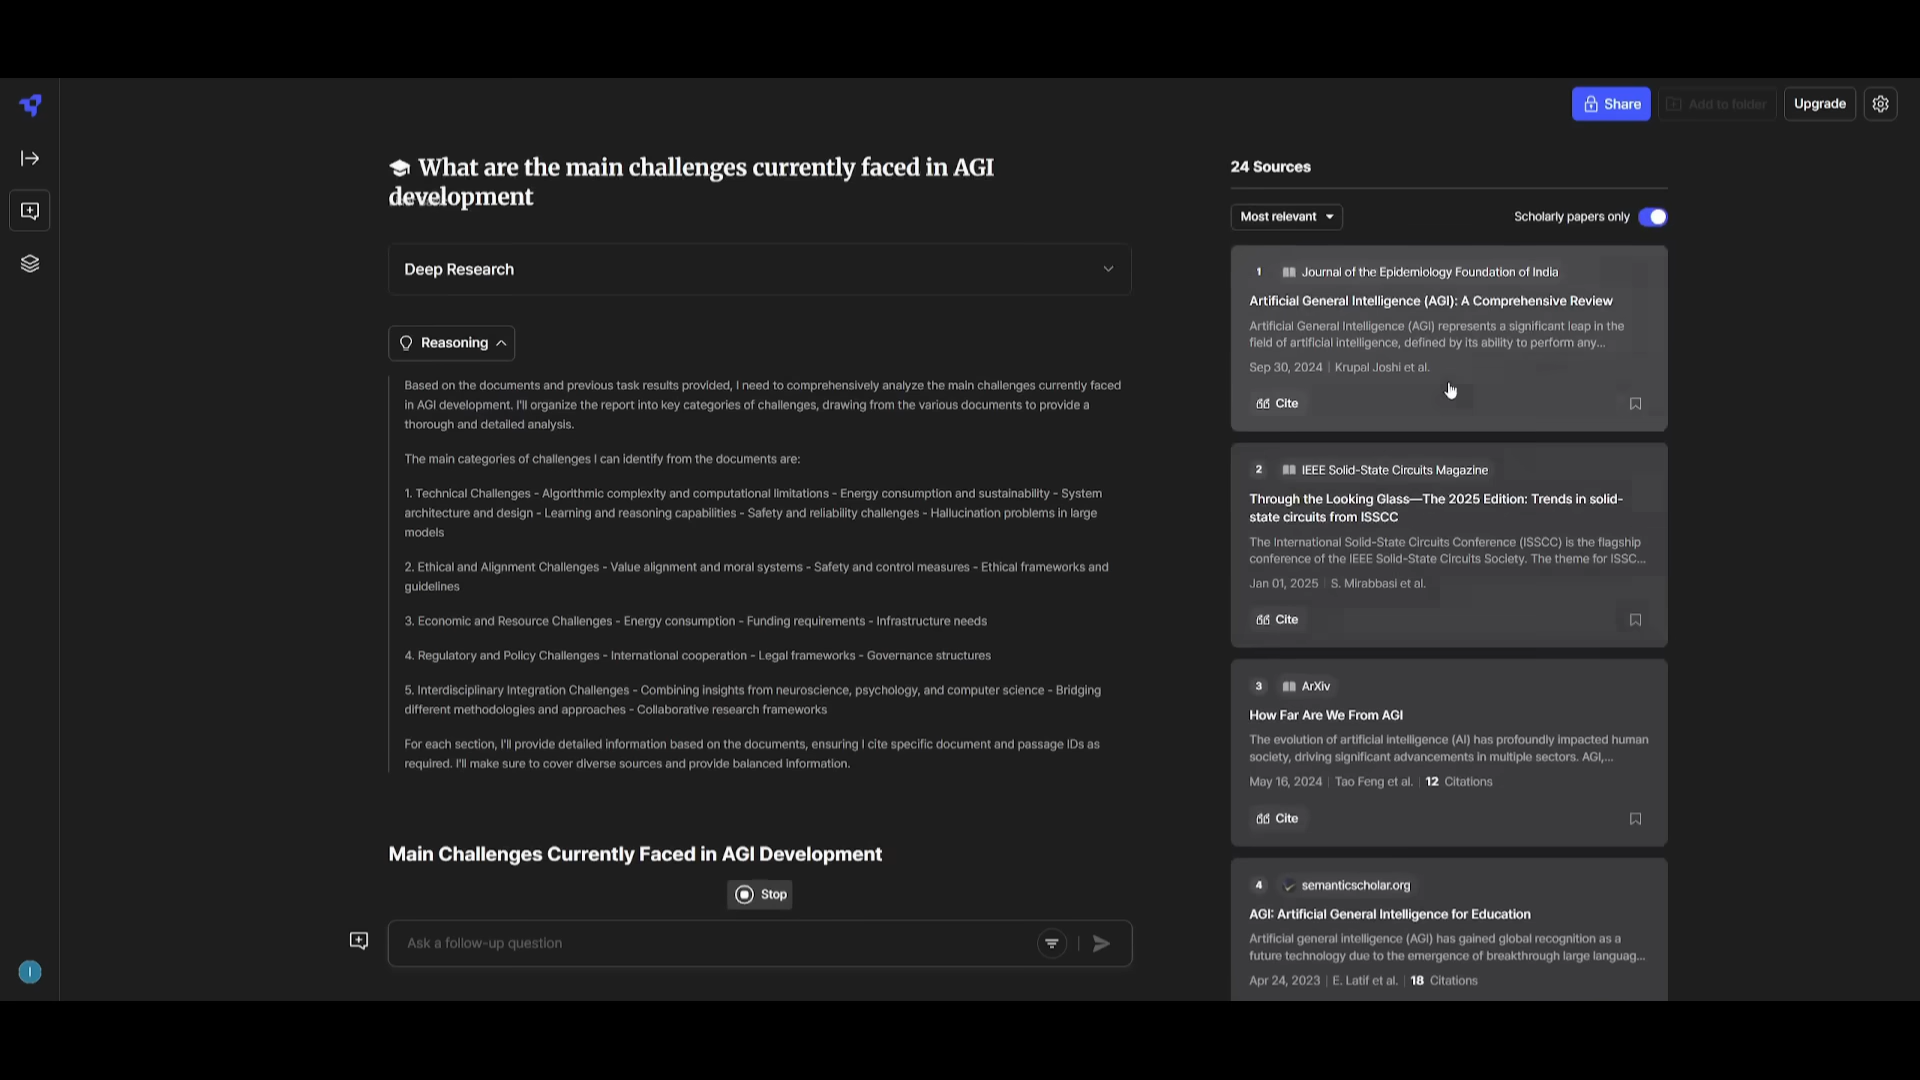 Share
Add to folder
Upgrade
What are the main challenges currently faced in AGI
development
Deep Research
Reasoning
Based on the documents and previous task results provided, I need to comprehensively analyze the main challenges currently faced
in AGI development. I'll organize the report into key categories of challenges, drawing from the various documents to provide a
thorough and detailed analysis.
The main categories of challenges I can identify from the documents are:
1. Technical Challenges - Algorithmic complexity and computational limitations - Energy consumption and sustainability - System
architecture and design - Learning and reasoning capabilities - Safety and reliability challenges - Hallucination problems in large
models
2. Ethical and Alignment Challenges - Value alignment and moral systems - Safety and control measures - Ethical frameworks and
guidelines
3. Economic and Resource Challenges - Energy consumption - Funding requirements - Infrastructure needs
4. Regulatory and Policy Challenges - International cooperation - Legal frameworks - Governance structures
5. Interdisciplinary Integration Challenges - Combining insights from neuroscience, psychology, and computer science - Bridging
different methodologies and approaches - Collaborative research frameworks
For each section, I'll provide detailed information based on the documents, ensuring I cite specific document and passage IDs as
required. I'll make sure to cover diverse sources and provide balanced information.
Main Challenges Currently Faced in AGI Development
Stop
Ask a follow-up question
I
24 Sources
Most relevant
Scholarly papers only
1 Journal of the Epidemiology Foundation of India
Artificial General Intelligence (AGI): A Comprehensive Review
Artificial General Intelligence (AGI) represents a significant leap in the
field of artificial intelligence, defined by its ability to perform any...
Sep 30, 2024 | Krupal Joshi et al.
Cite
2 IEEE Solid-State Circuits Magazine
Through the Looking Glass—The 2025 Edition: Trends in solid-
state circuits from ISSCC
The International Solid-State Circuits Conference (ISSCC) is the flagship
conference of the IEEE Solid-State Circuits Society. The theme for ISSC...
Jan 01, 2025 | S. Mirabbasi et al.
Cite
3 ArXiv
How Far Are We From AGI
The evolution of artificial intelligence (AI) has profoundly impacted human
society, driving significant advancements in multiple sectors. AGI,...
May 16, 2024 | Tao Feng et al. | 12 Citations
Cite
4 semanticscholar.org
AGI: Artificial General Intelligence for Education
Artificial general intelligence (AGI) has gained global recognition as a
future technology due to the emergence of breakthrough large languag...
Apr 24, 2023 | E. Latif et al. | 18 Citations